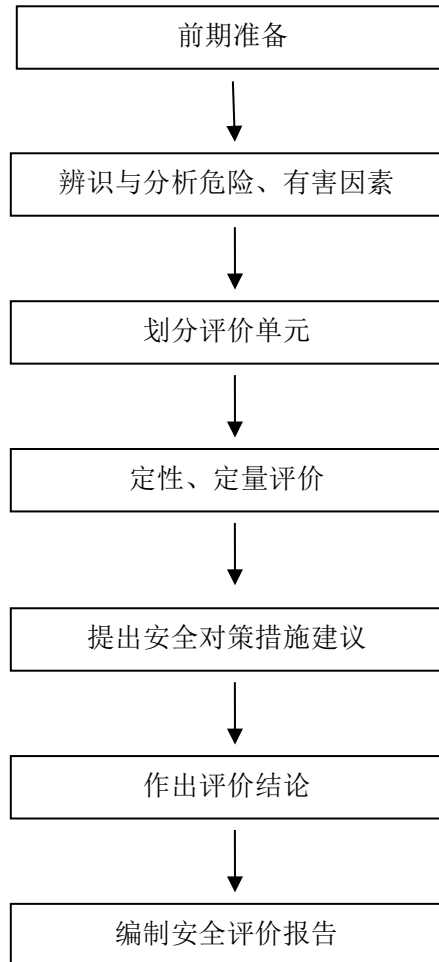 前期准备
辨识与分析危险、有害因素
划分评价单元
定性、定量评价
提出安全对策措施建议
作出评价结论
编制安全评价报告